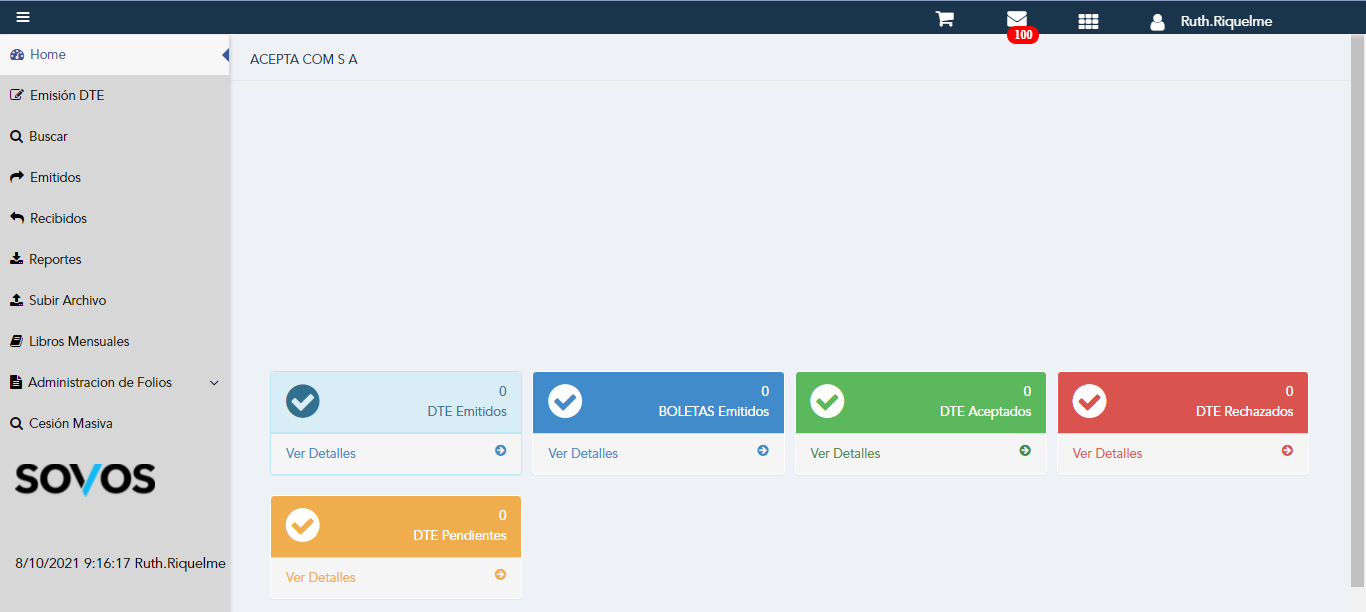 100
Ruth.Riquelme
Home
ACEPTA COM S A
Emisión DTE
Buscar
Emitidos
Recibidos
Reportes
Subir Archivo
Libros Mensuales
Administracion de Folios
Cesión Masiva
SOVOS
8/10/2021 9:16:17 Ruth.Riquelme
0
DTE Emitidos
Ver Detalles
0
BOLETAS Emitidos
Ver Detalles
0
DTE Aceptados
Ver Detalles
0
DTE Rechazados
Ver Detalles
0
DTE Pendientes
Ver Detalles